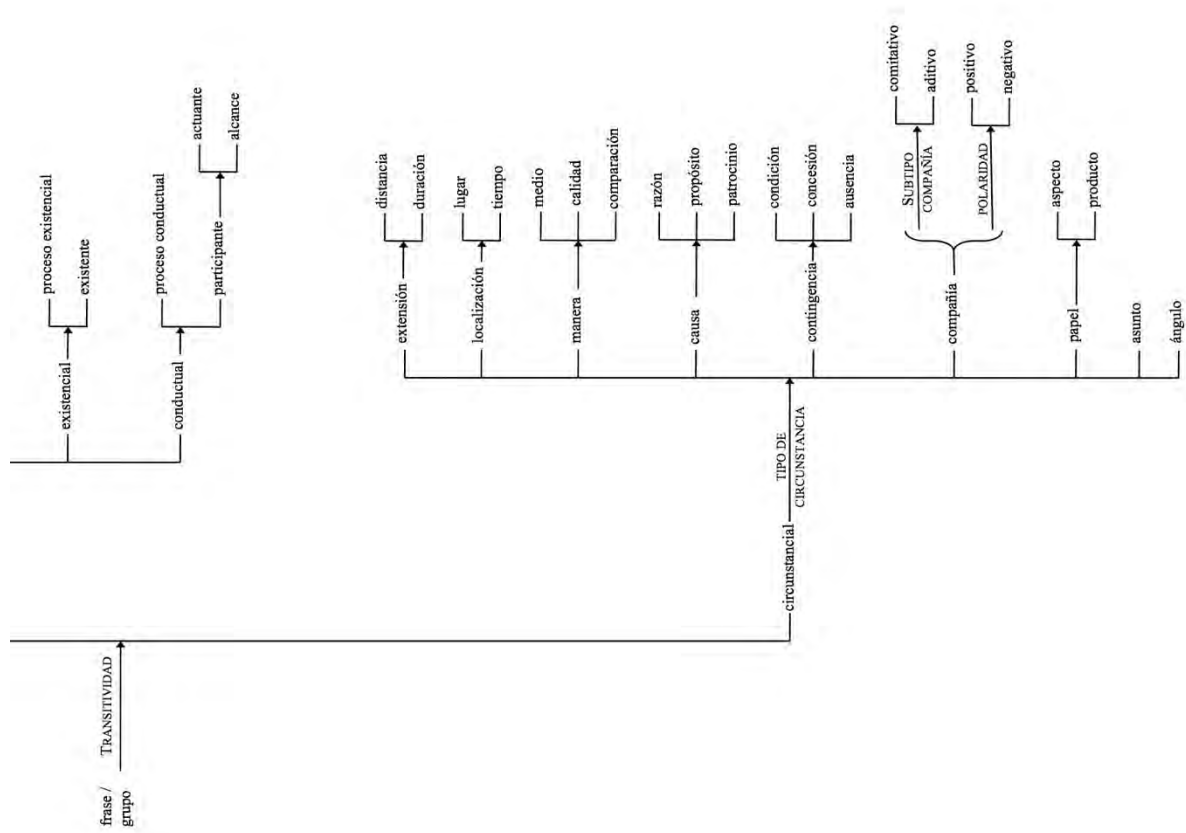 frase /
grupo
TRANSITIVIDAD
existencial
proceso existencial
existente
conductual
proceso conductual
participante
actuante
alcance
circunstancial
TIPO DE
CIRCUNSTANCIA
extensión
distancia
duración
localización
lugar
tiempo
manera
medio
calidad
comparación
causa
razón
propósito
patrocinio
contingencia
condición
concesión
ausencia
compañía
SUBTIPO
COMPAÑÍA
comitativo
aditivo
POLARIDAD
positivo
negativo
papel
aspecto
producto
asunto
ángulo